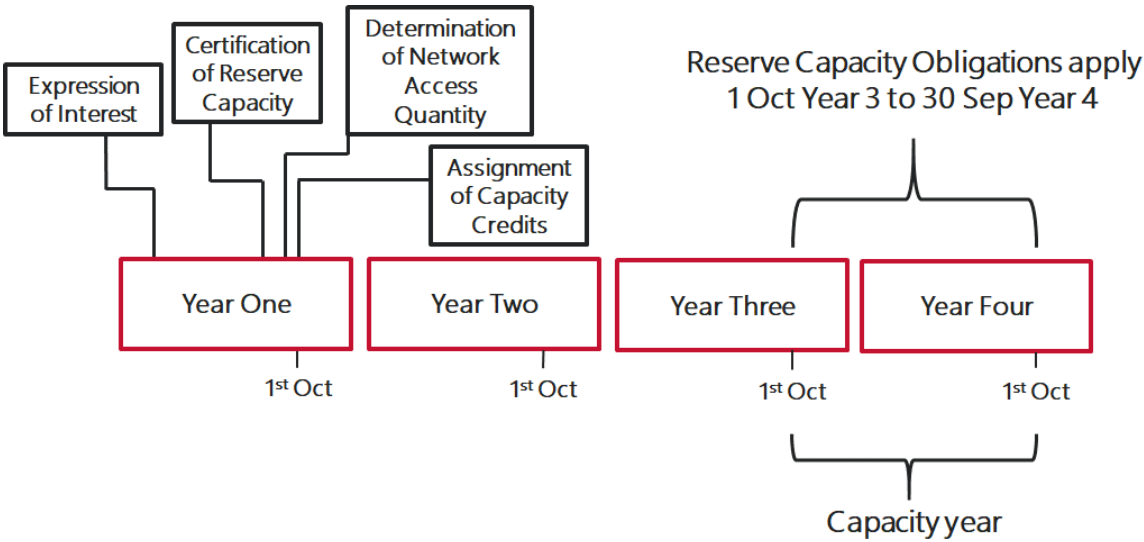 Expression
of Interest
Certification
of Reserve
Capacity
Determination
of Network
Access
Quantity
Assignment
of Capacity
Credits
Reserve Capacity Obligations apply
1 Oct Year 3 to 30 Sep Year 4
Year One
Year Two
Year Three
Year Four
1st Oct
1st Oct
1st Oct
1st Oct
Capacity year